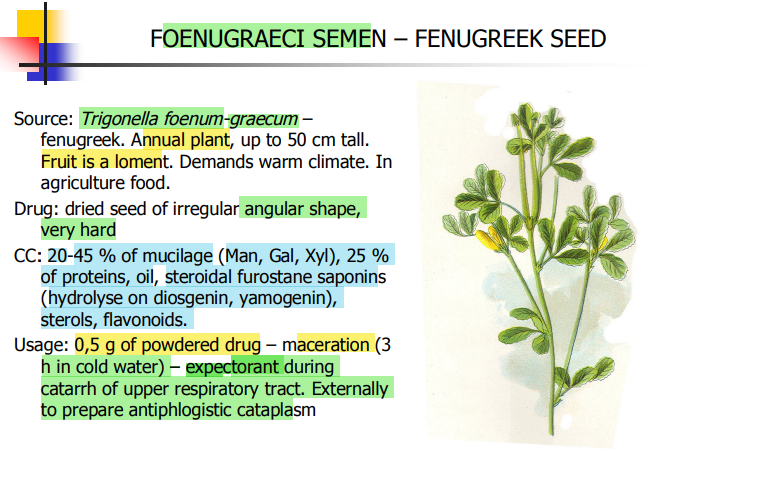 FOENUGRAECI SEMEN – FENUGREEK SEED
Source: Trigonella foenum-graecum –
fenugreek. Annual plant, up to 50 cm tall.
Fruit is a loment. Demands warm climate. In
agriculture food.
Drug: dried seed of irregular angular shape,
very hard
CC: 20-45 % of mucilage (Man, Gal, Xyl), 25 %
of proteins, oil, steroidal furostane saponins
(hydrolyse on diosgenin, yamogenin),
sterols, flavonoids.
Usage: 0,5 g of powdered drug – maceration (3
h in cold water) – expectorant during
catarrh of upper respiratory tract. Externally
to prepare antiphlogistic cataplasm